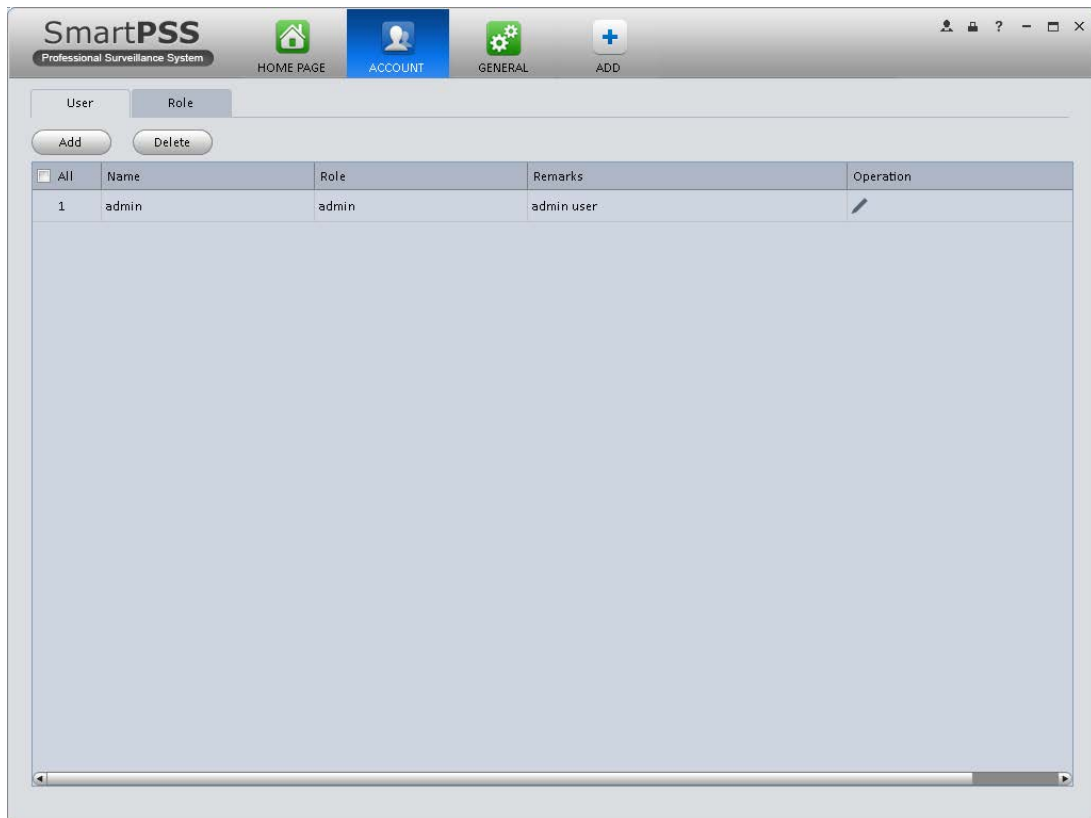 SmartPSS
Professional Surveillance System
HOME PAGE ACCOUNT GENERAL ADD
User Role
Add Delete
All Name Role Remarks Operation
1 admin admin admin user